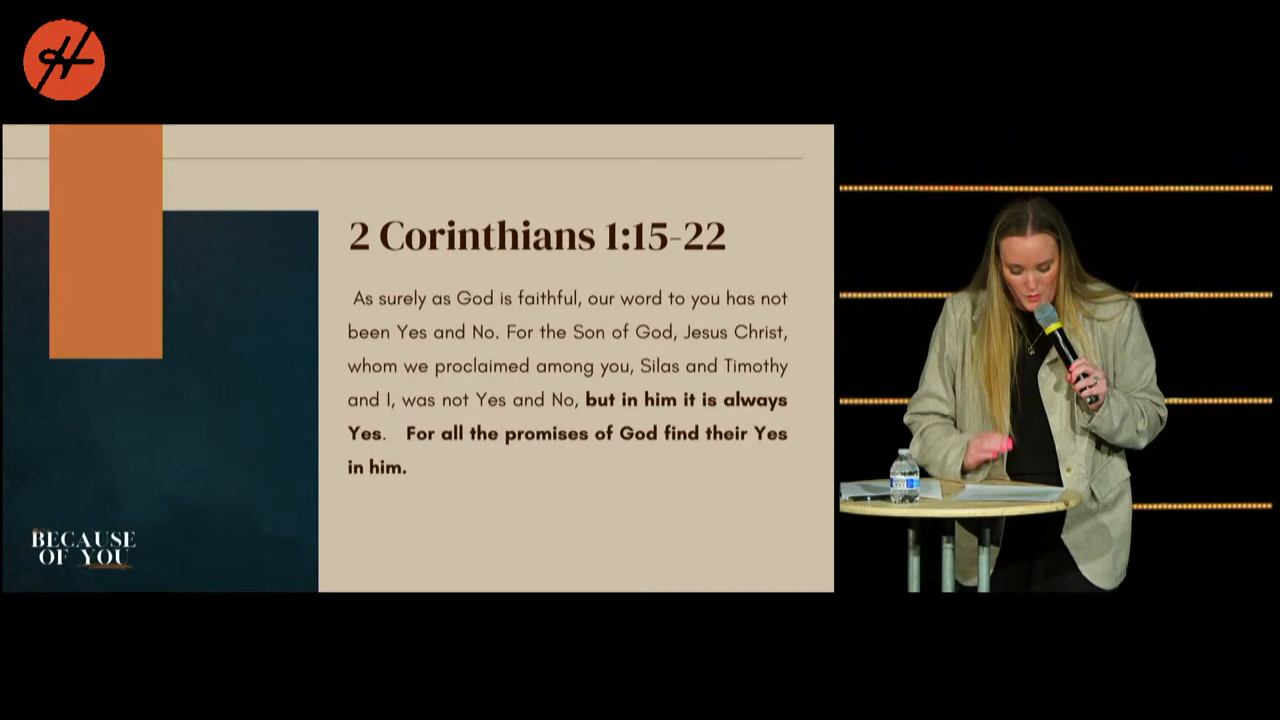 2 Corinthians 1:15-22
As surely as God is faithful, our word to you has not
been Yes and No. For the Son of God, Jesus Christ,
whom we proclaimed among you, Silas and Timothy
and I, was not Yes and No, but in him it is always
Yes. For all the promises of God find their Yes
in him.
BECAUSE
OF YOU